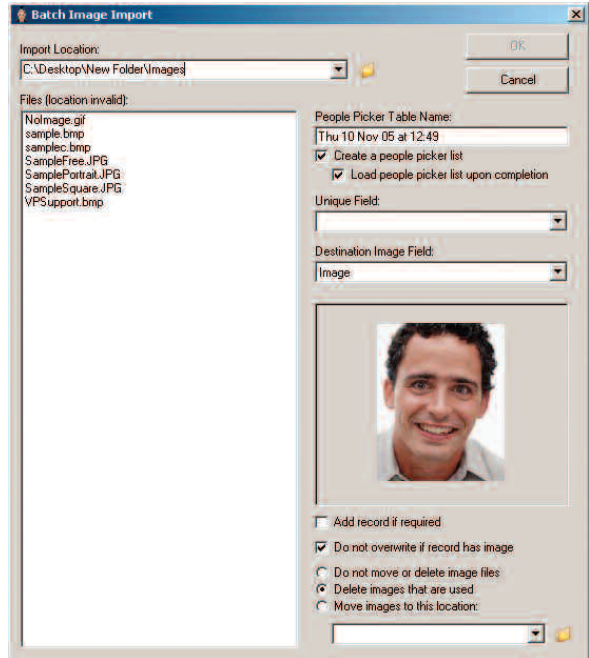 Batch Image Import
Import Location:
OK
C:\Desktop\New Folder\Images
Cancel
Files (location invalid):
NoImage.gif
sample.bmp
samplec.bmp
SampleFree.JPG
SamplePortrait.JPG
SampleSquare.JPG
VPSupport.bmp
People Picker Table Name:
Thu 10 Nov 05 at 12:49
Create a people picker list
Load people picker list upon completion
Unique Field:
Destination Image Field:
Image
Add record if required
Do not overwrite if record has image
Do not move or delete image files
Delete images that are used
Move images to this location: